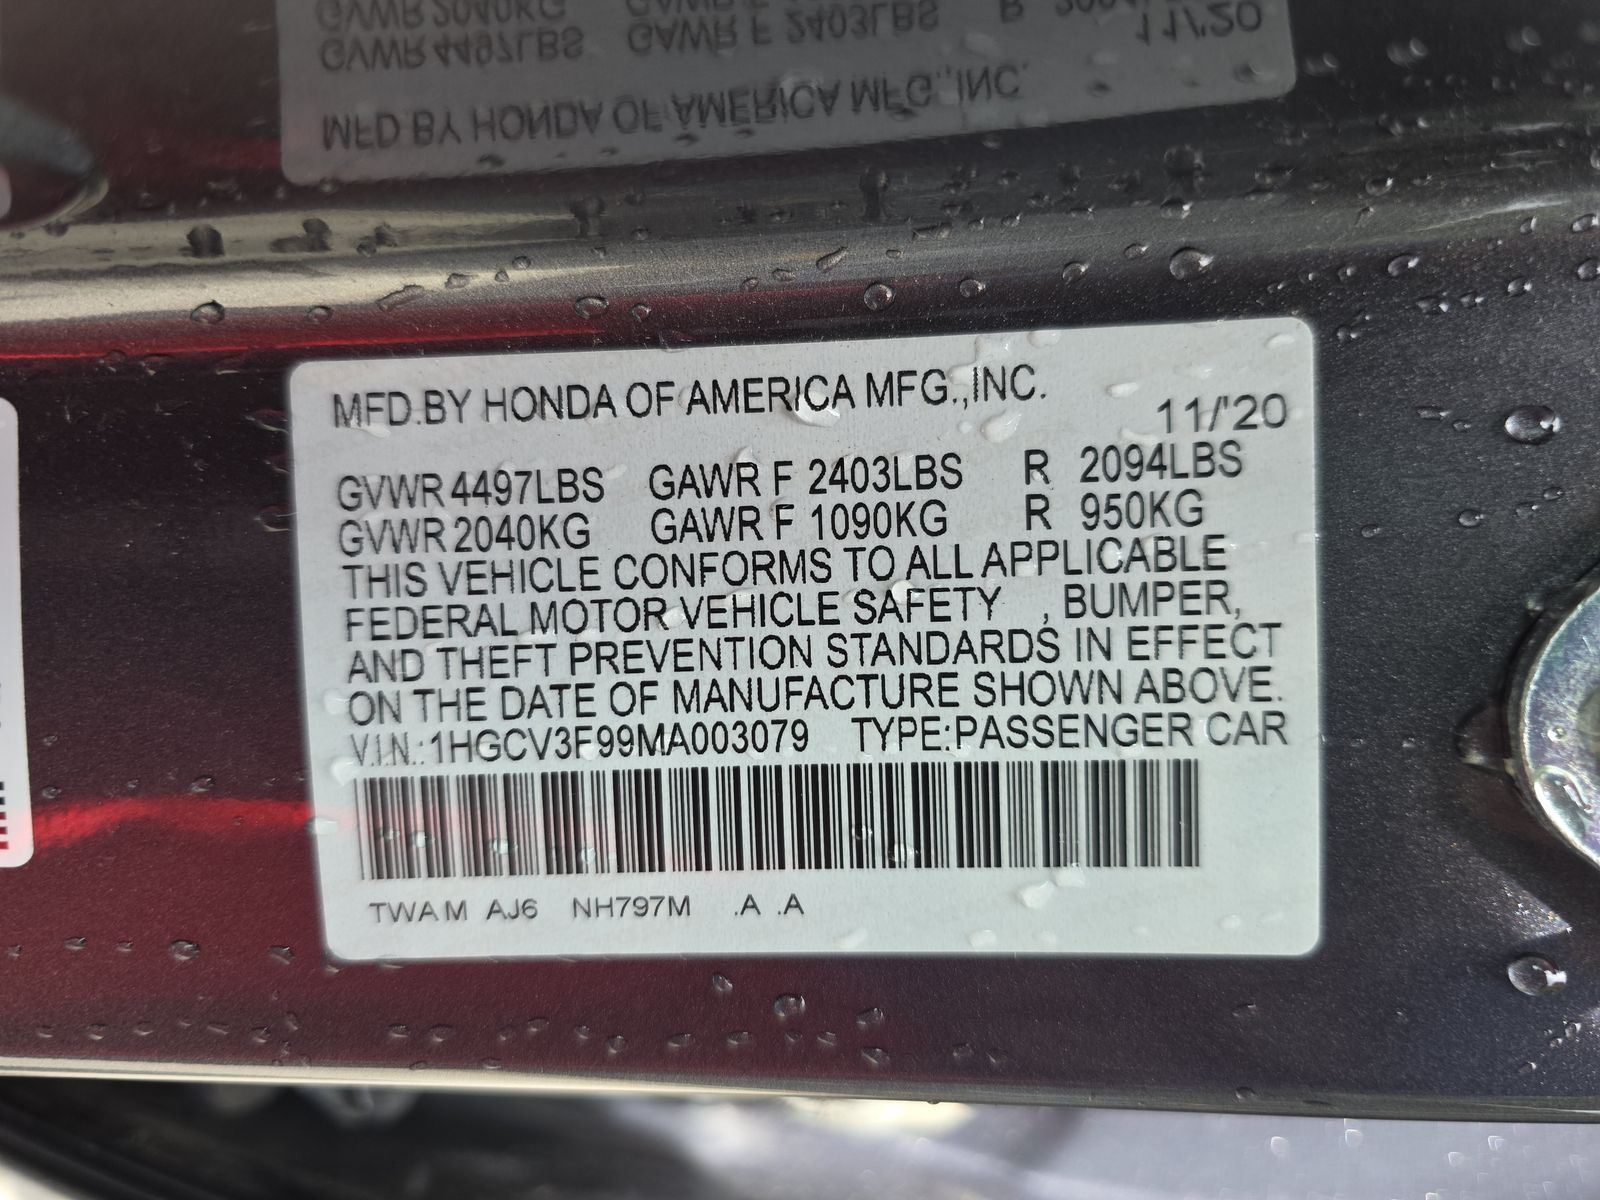 MFD.BY HONDA OF AMERICA MFG.,INC.
11/'20
GVWR 4497LBS GAWR F 2403LBS R 2094LBS
GVWR 2040KG GAWR F 1090KG R 950KG
THIS VEHICLE CONFORMS TO ALL APPLICABLE
FEDERAL MOTOR VEHICLE SAFETY , BUMPER,
AND THEFT PREVENTION STANDARDS IN EFFECT
ON THE DATE OF MANUFACTURE SHOWN ABOVE.
V.I.N.:1HGCV3F99MA003079 TYPE:PASSENGER CAR
TWAM AJ6 NH797M .A .A